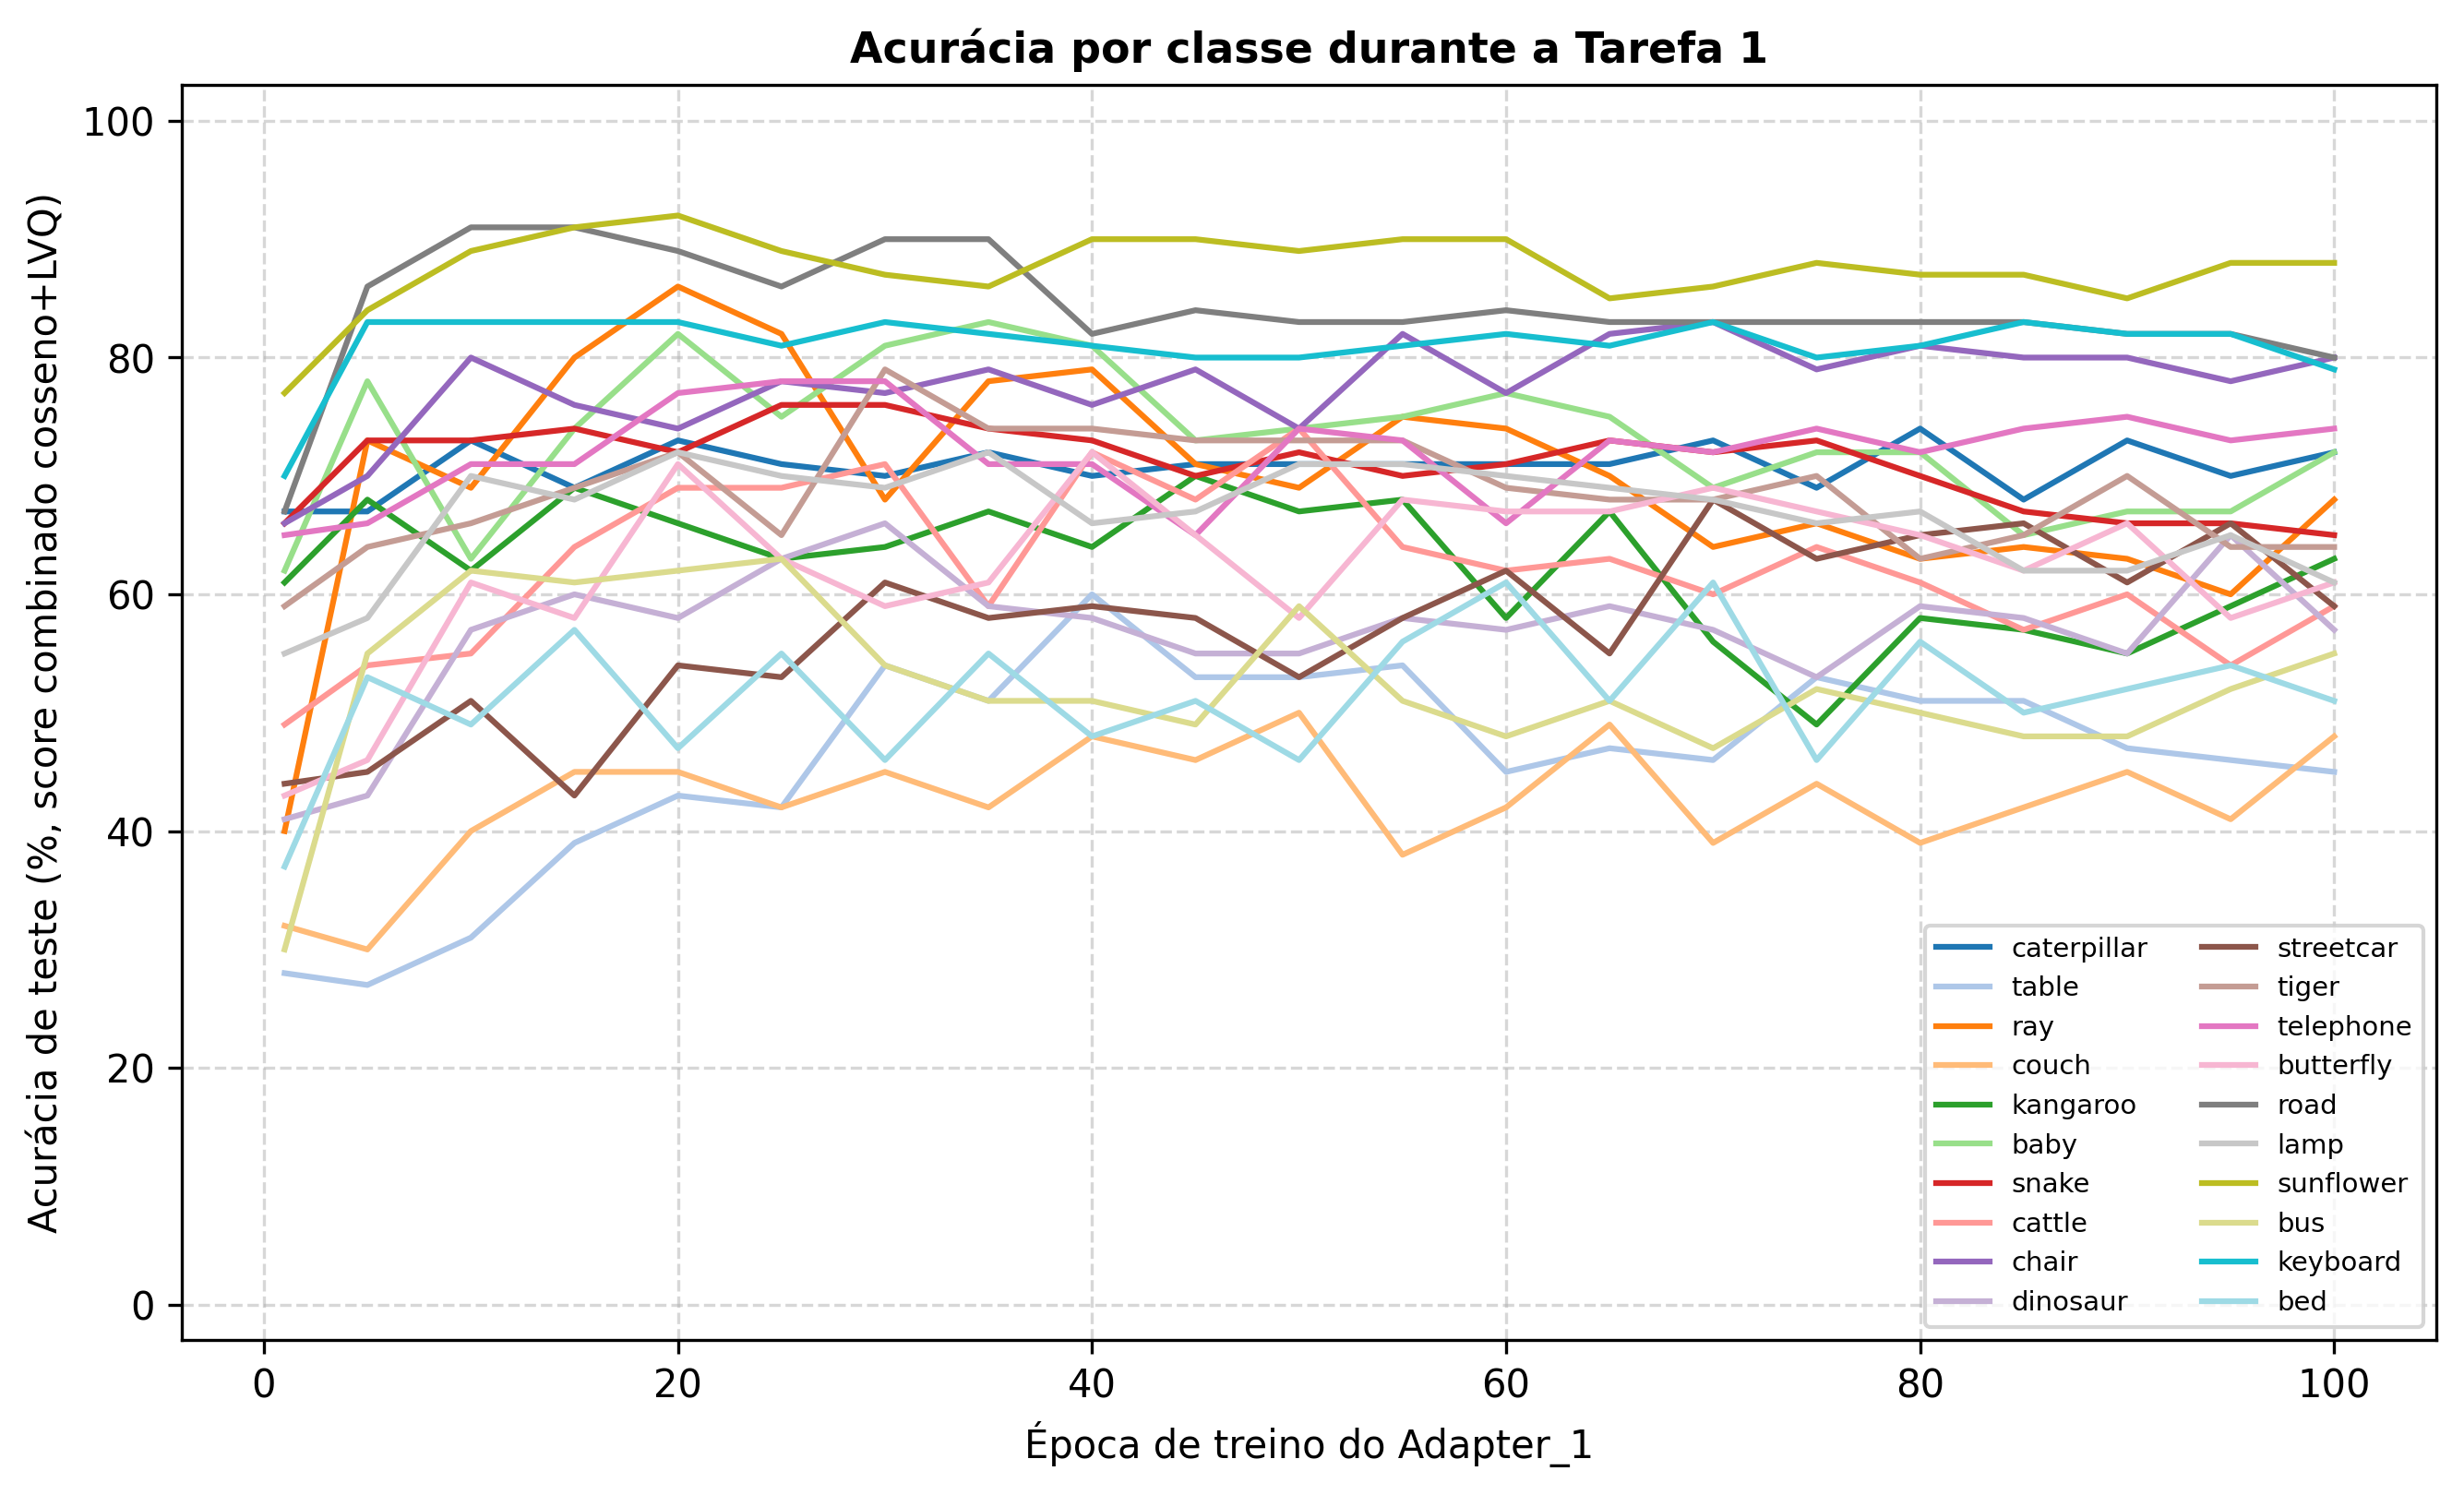 Acurácia por classe durante a Tarefa 1
Acurácia de teste (%, score combinado cosseno+LVQ)
100
80
60
40
20
0
caterpillar
table
ray
couch
kangaroo
baby
snake
cattle
chair
dinosaur
streetcar
tiger
telephone
butterfly
road
lamp
sunflower
bus
keyboard
bed
0 20 40 60 80 100
Época de treino do Adapter_1